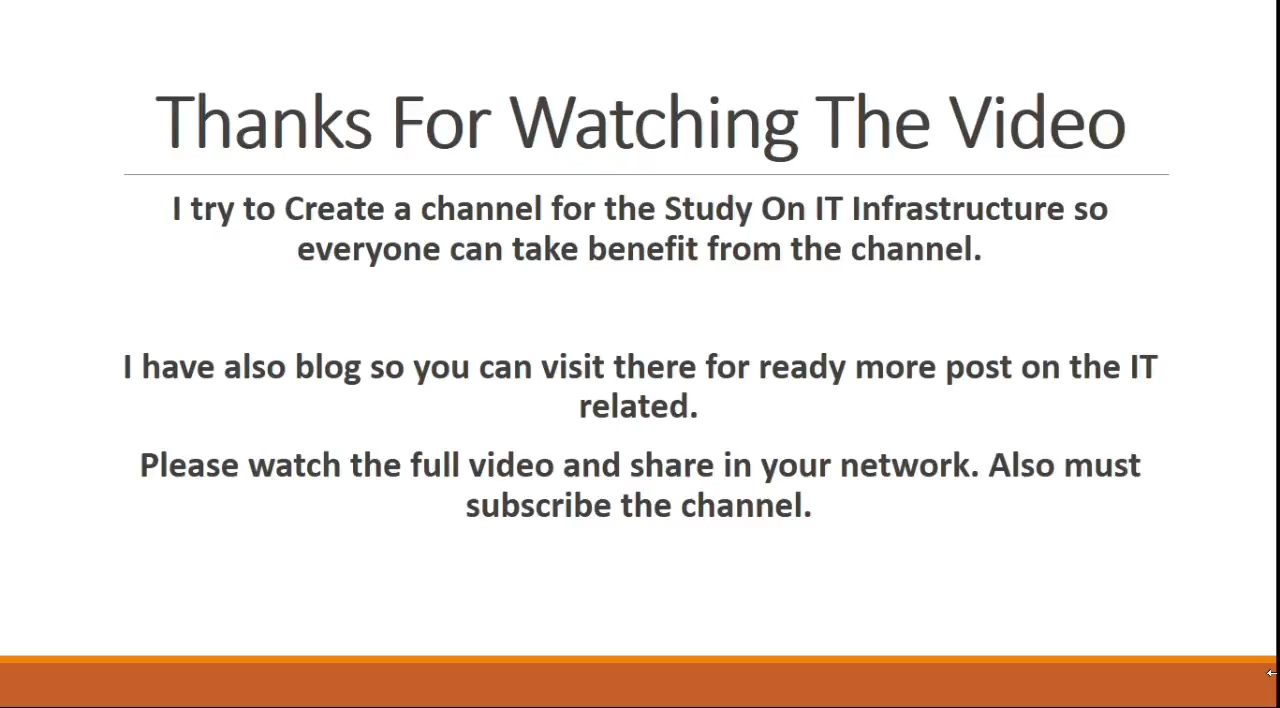 Thanks For Watching The Video
I try to Create a channel for the Study On IT Infrastructure so
everyone can take benefit from the channel.
I have also blog so you can visit there for ready more post on the IT
related.
Please watch the full video and share in your network. Also must
subscribe the channel.